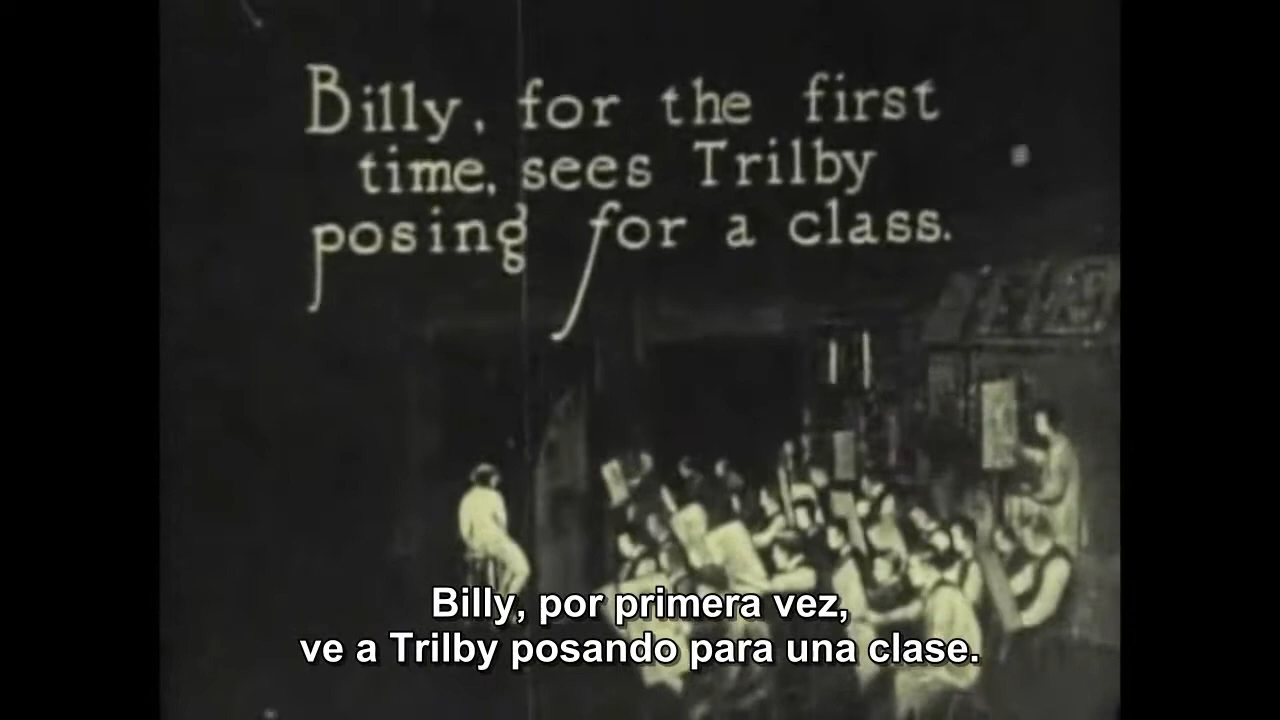 Billy, for the first
time, sees Trilby
posing for a class.
Billy, por primera vez,
ve a Trilby posando para una clase.